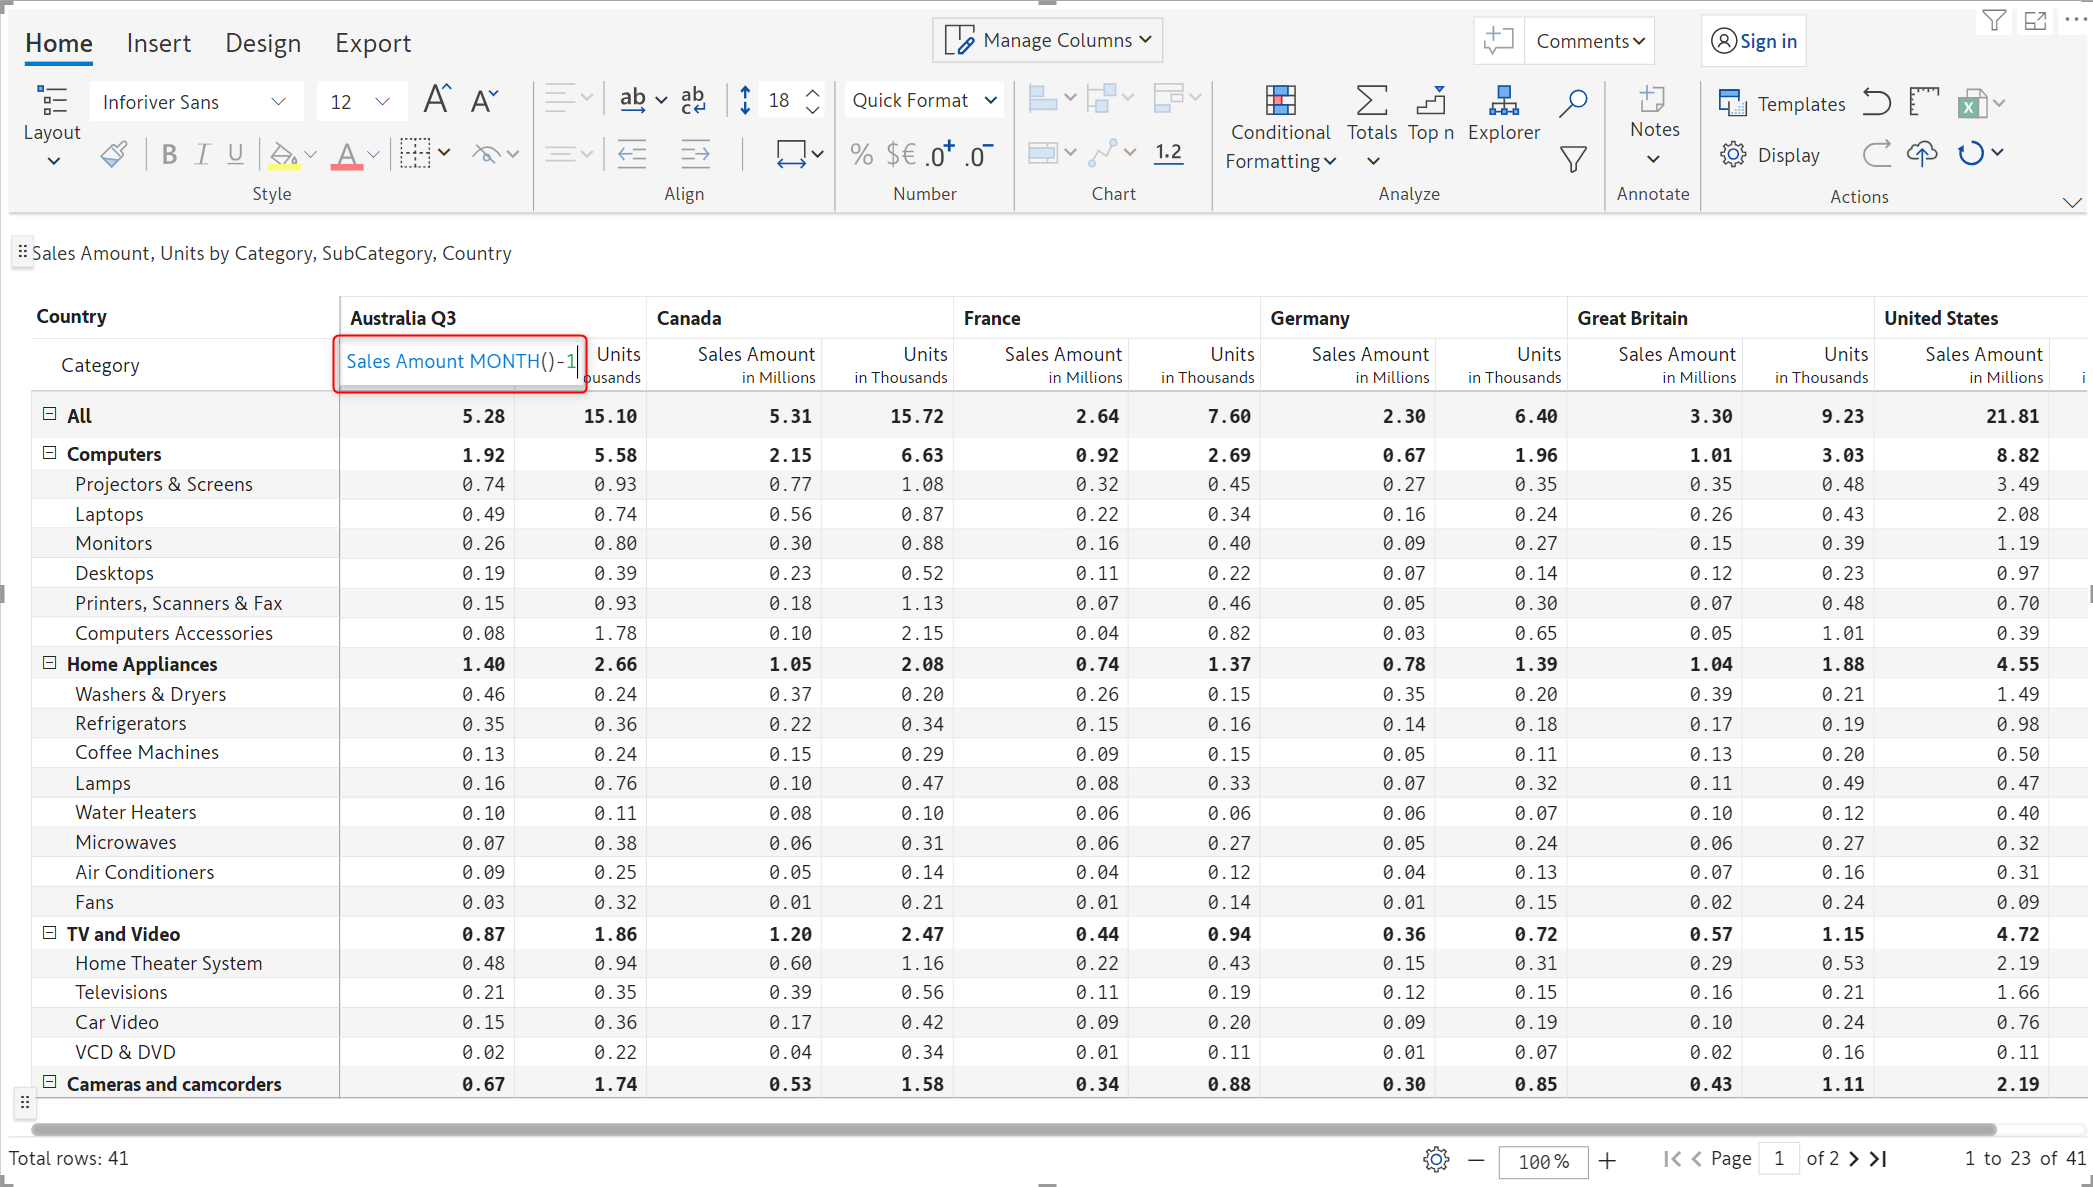 Home Insert Design Export Manage Columns Comments Sign in
Inforiver Sans 12 18 Quick Format Templates
Layout Conditional Formatting Totals Top n Explorer Notes Display
B I U ab ab c % $€ .0 .0 1.2
Style Align Number Chart Analyze Annotate Actions
Sales Amount, Units by Category, SubCategory, Country
Country Australia Q3 Canada France Germany Great Britain United States
Category Sales Amount MONTH()-1 Units Sales Amount Units Sales Amount Units Sales Amount Units Sales Amount Units Sales Amount
ousands in Millions in Thousands in Millions in Thousands in Millions in Thousands in Millions in Thousands in Millions i
All 5.28 15.10 5.31 15.72 2.64 7.60 2.30 6.40 3.30 9.23 21.81
Computers 1.92 5.58 2.15 6.63 0.92 2.69 0.67 1.96 1.01 3.03 8.82
Projectors & Screens 0.74 0.93 0.77 1.08 0.32 0.45 0.27 0.35 0.35 0.48 3.49
Laptops 0.49 0.74 0.56 0.87 0.22 0.34 0.16 0.24 0.26 0.43 2.08
Monitors 0.26 0.80 0.30 0.88 0.16 0.40 0.09 0.27 0.15 0.39 1.19
Desktops 0.19 0.39 0.23 0.52 0.11 0.22 0.07 0.14 0.12 0.23 0.97
Printers, Scanners & Fax 0.15 0.93 0.18 1.13 0.07 0.46 0.05 0.30 0.07 0.48 0.70
Computers Accessories 0.08 1.78 0.10 2.15 0.04 0.82 0.03 0.65 0.05 1.01 0.39
Home Appliances 1.40 2.66 1.05 2.08 0.74 1.37 0.78 1.39 1.04 1.88 4.55
Washers & Dryers 0.46 0.24 0.37 0.20 0.26 0.15 0.35 0.20 0.39 0.21 1.49
Refrigerators 0.35 0.36 0.22 0.34 0.15 0.16 0.14 0.18 0.17 0.19 0.98
Coffee Machines 0.13 0.24 0.15 0.29 0.09 0.15 0.05 0.11 0.13 0.20 0.50
Lamps 0.16 0.76 0.10 0.47 0.08 0.33 0.07 0.32 0.11 0.49 0.47
Water Heaters 0.10 0.11 0.08 0.10 0.06 0.06 0.06 0.07 0.10 0.12 0.40
Microwaves 0.07 0.38 0.06 0.31 0.06 0.27 0.05 0.24 0.06 0.27 0.32
Air Conditioners 0.09 0.25 0.05 0.14 0.04 0.12 0.04 0.13 0.07 0.16 0.31
Fans 0.03 0.32 0.01 0.21 0.01 0.14 0.01 0.15 0.02 0.24 0.09
TV and Video 0.87 1.86 1.20 2.47 0.44 0.94 0.36 0.72 0.57 1.15 4.72
Home Theater System 0.48 0.94 0.60 1.16 0.22 0.43 0.15 0.31 0.29 0.53 2.19
Televisions 0.21 0.35 0.39 0.56 0.11 0.19 0.12 0.15 0.16 0.21 1.66
Car Video 0.15 0.36 0.17 0.42 0.09 0.20 0.09 0.19 0.10 0.24 0.76
VCD & DVD 0.02 0.22 0.04 0.34 0.01 0.11 0.01 0.07 0.02 0.16 0.11
Cameras and camcorders 0.67 1.74 0.53 1.58 0.34 0.88 0.30 0.85 0.43 1.11 2.19
Total rows: 41 100 % Page 1 of 2 1 to 23 of 41